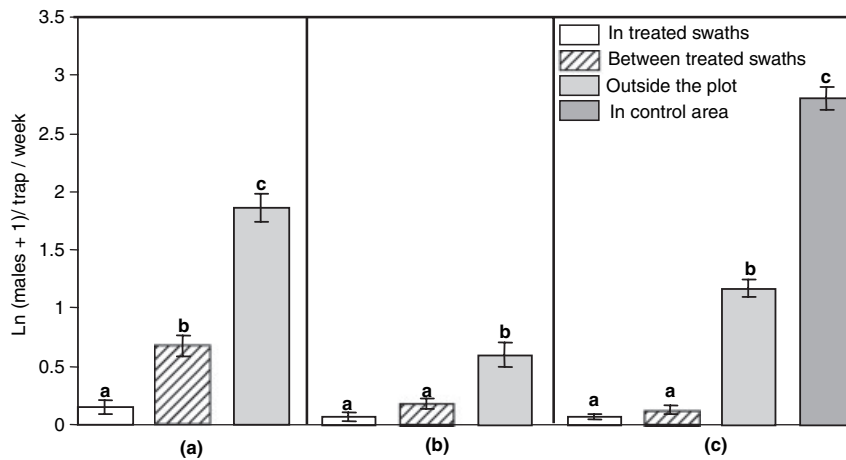 3.5
3
2.5
2
1.5
1
0.5
0
Ln (males + 1)/ trap / week
In treated swaths
Between treated swaths
Outside the plot
In control area
a
b
c
a
a
b
a
a
b
c
(a)
(b)
(c)